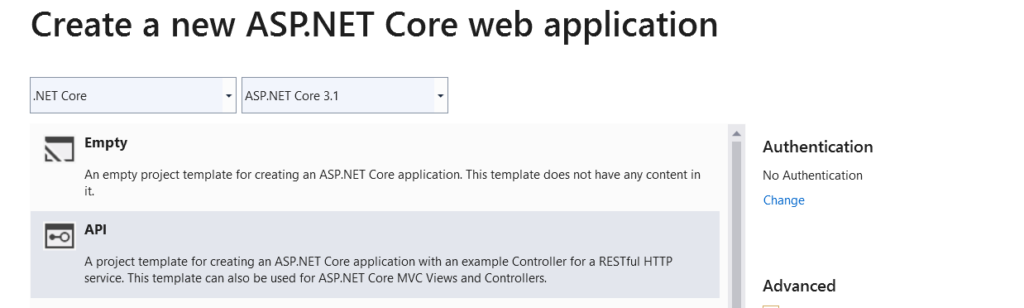 Create a new ASP.NET Core web application
.NET Core
ASP.NET Core 3.1
Empty
An empty project template for creating an ASP.NET Core application. This template does not have any content in
it.
API
A project template for creating an ASP.NET Core application with an example Controller for a RESTful HTTP
service. This template can also be used for ASP.NET Core MVC Views and Controllers.
Authentication
No Authentication
Change
Advanced